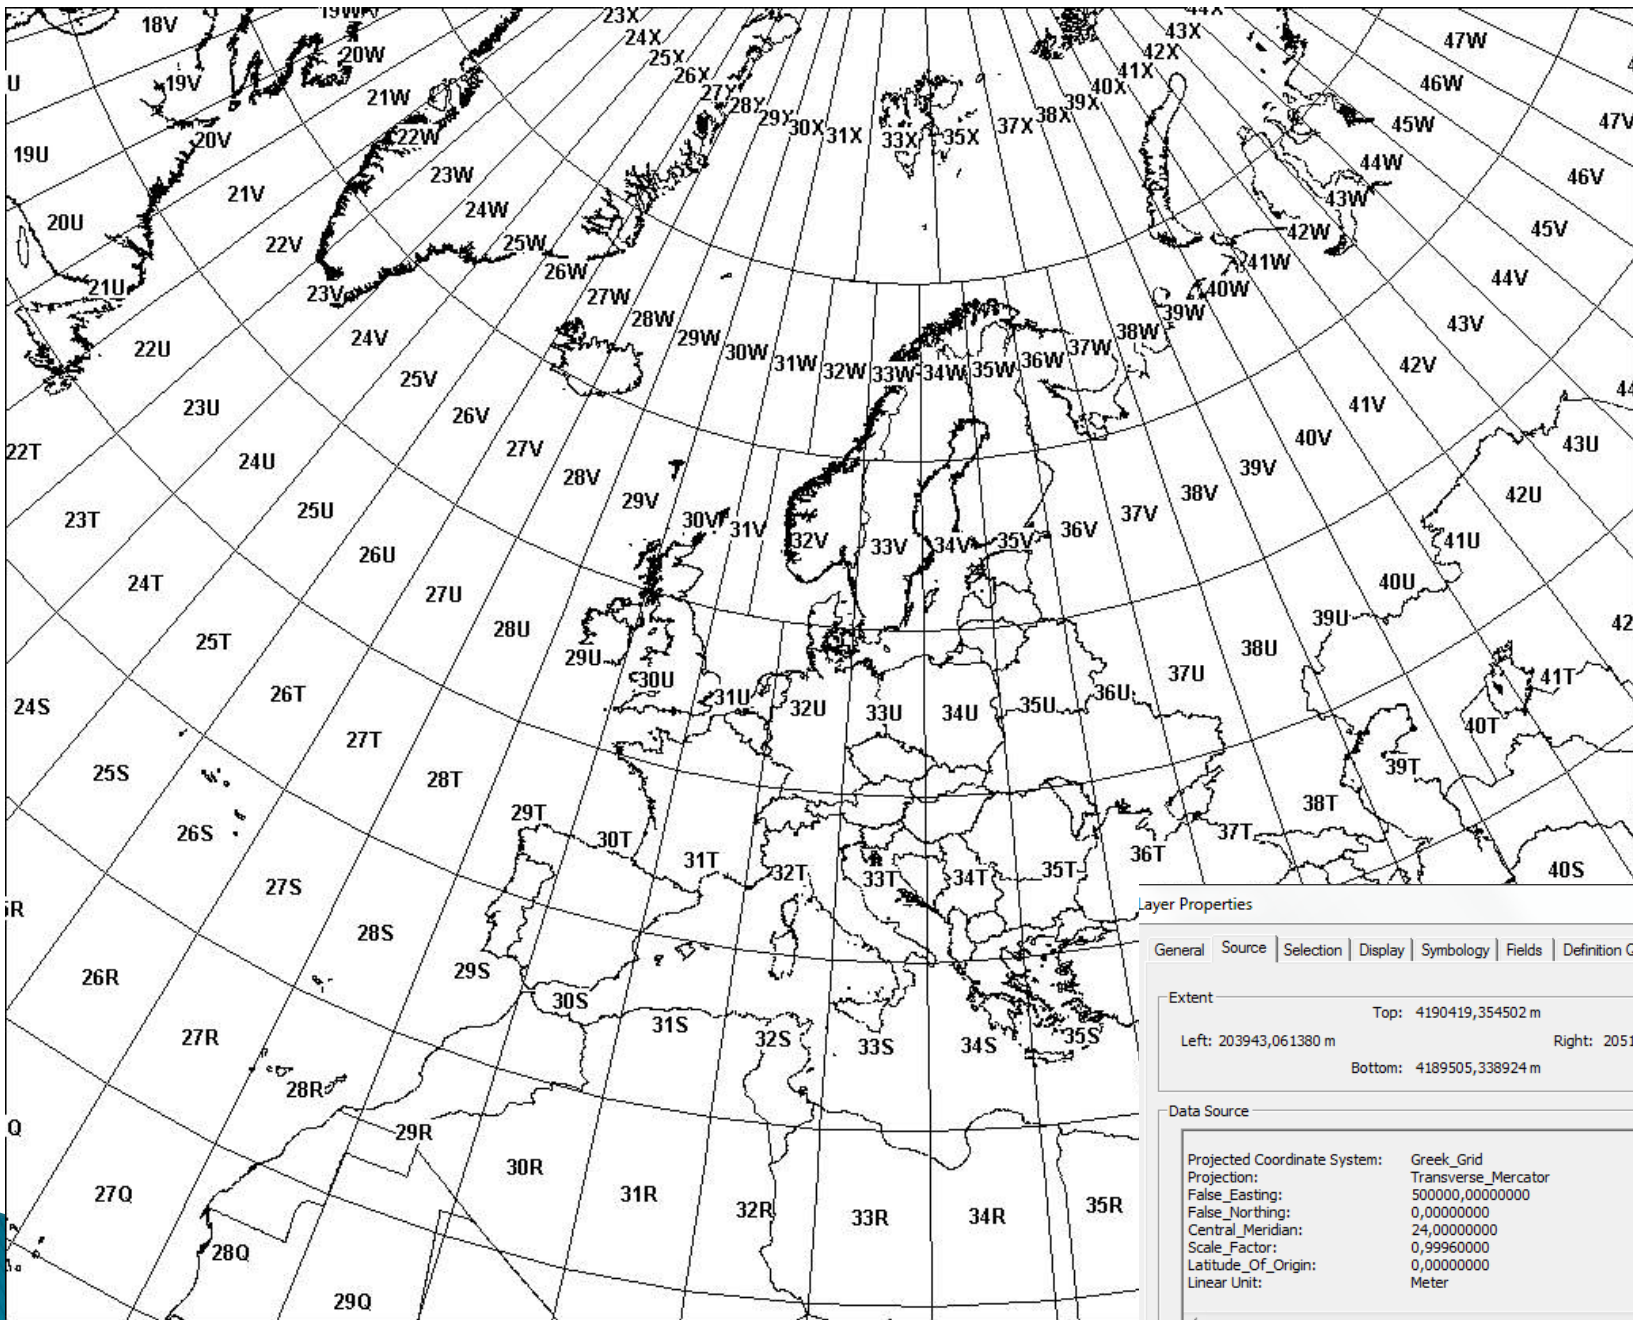 18V 19W 23X 44X
20W 24X 43X 47W
19V 25X 42X 46W
U 21W 26X 41X
27X 40X
22W 28X 39X 45W 47V
20V 29X 38X
19U 30X 31X 33X 35X 37X 44W
23W 46V
21V 24W 43W
20U 22V 25W 42W 45V
26W 41W
21U 23V 27W 40W 44V
28W 39W
22U 24V 29W 38W 43V
30W 31W 32W 33W 34W 35W 36W 37W
25V 42V 44
23U 26V 41V
22T 27V 40V 43U
24U 28V 39V
25U 29V 38V 42U
23T 30V 31V 37V
26U 32V 33V 34V 35V 36V 41U
24T 27U 40U
25T 28U 39U 42
29U 38U
26T 30U 31U 37U 41T
24S 32U 33U 34U 35U 36U
27T 40T
25S 28T 39T
26S 29T 38T
30T 37T
31T 36T
27S 32T 33T 34T 35T 40S
5R
28S
26R 29S
30S
27R 31S 32S 33S 34S 35S
28R
Q 29R
27Q 30R 31R 32R 33R 34R 35R
28Q
29Q
Layer Properties
General Source Selection Display Symbology Fields Definition Q
Extent
Top: 4190419,354502 m
Left: 203943,061380 m Right: 2051
Bottom: 4189505,338924 m
Data Source
Projected Coordinate System: Greek_Grid
Projection: Transverse_Mercator
False_Easting: 500000,00000000
False_Northing: 0,00000000
Central_Meridian: 24,00000000
Scale_Factor: 0,99960000
Latitude_Of_Origin: 0,00000000
Linear Unit: Meter